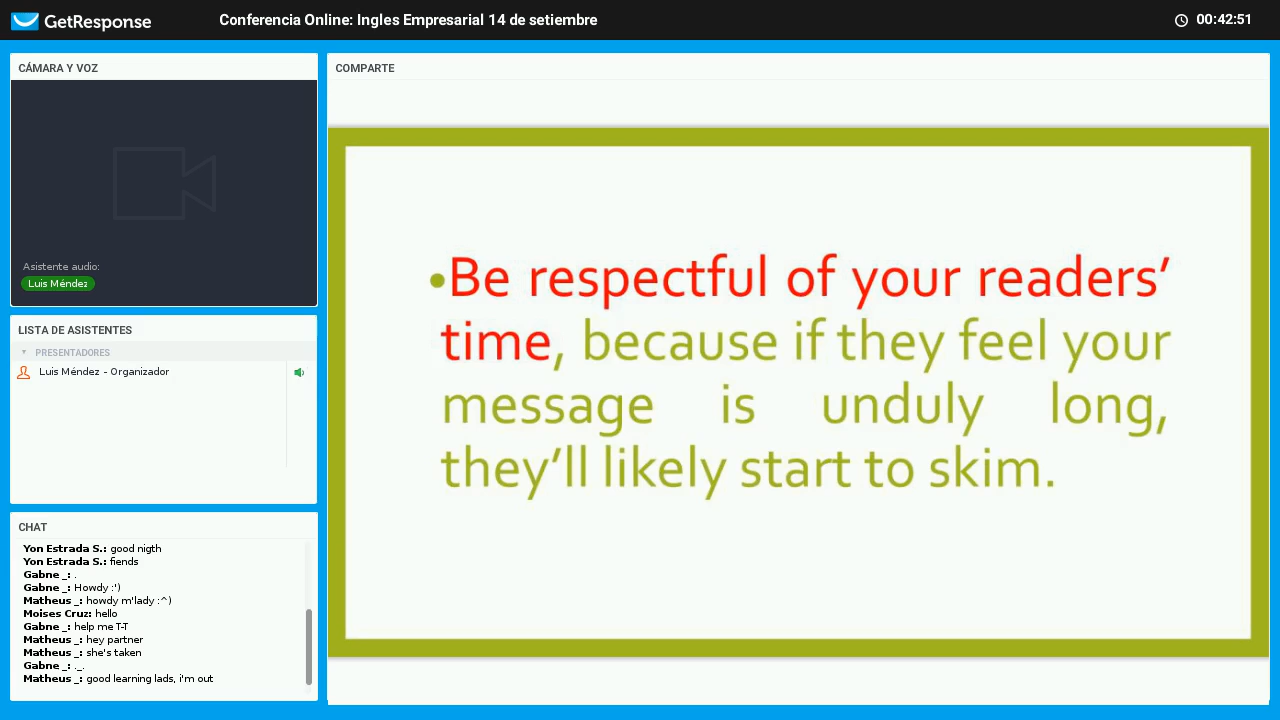 GetResponse
Conferencia Online: Ingles Empresarial 14 de setiembre
00:42:51
CÁMARA Y VOZ
Asistente audio:
Luis Méndez
LISTA DE ASISTENTES
PRESENTADORES
Luis Méndez - Organizador
CHAT
Yon Estrada S.: good nigth
Yon Estrada S.: fiends
Gabne _: .
Gabne _: Howdy :')
Matheus _: howdy m'lady :^)
Moises Cruz: hello
Gabne _: help me T-T
Matheus _: hey partner
Matheus _: she's taken
Gabne _: ._.
Matheus _: good learning lads, i'm out
COMPARTE
•Be respectful of your readers’
time, because if they feel your
message is unduly long,
they’ll likely start to skim.